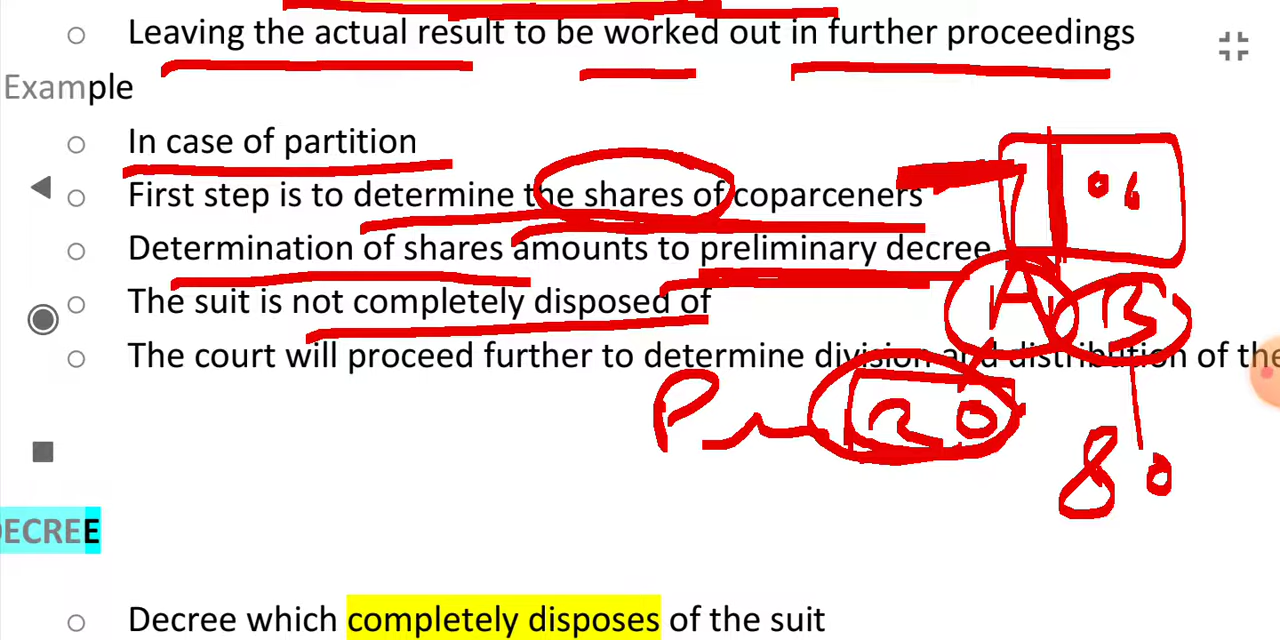 Leaving the actual result to be worked out in further proceedings
Example
In case of partition
First step is to determine the shares of coparceners
Determination of shares amounts to preliminary decree
The suit is not completely disposed of
The court will proceed further to determine division and distribution of the
A B
20
80
DECREE
Decree which completely disposes of the suit